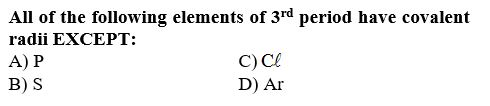 All of the following elements of 3rd period have covalent
radii EXCEPT:
A) P C) Cℓ
B) S D) Ar